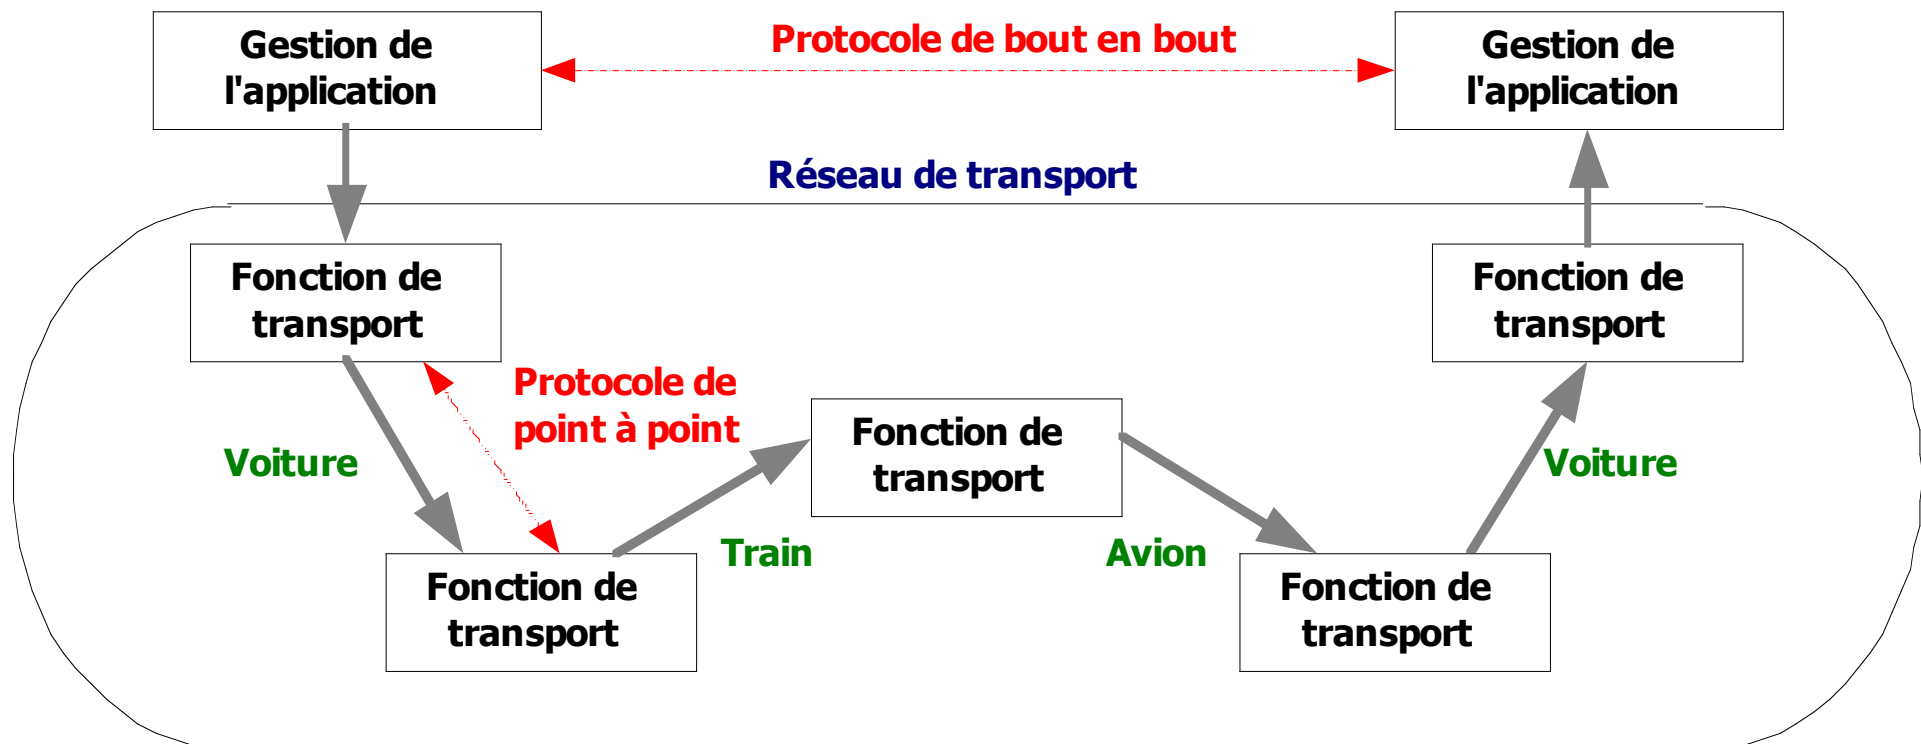 Gestion de
l'application
Protocole de bout en bout
Gestion de
l'application
Réseau de transport
Fonction de
transport
Fonction de
transport
Protocole de
point à point
Voiture
Fonction de
transport
Voiture
Train
Avion
Fonction de
transport
Fonction de
transport